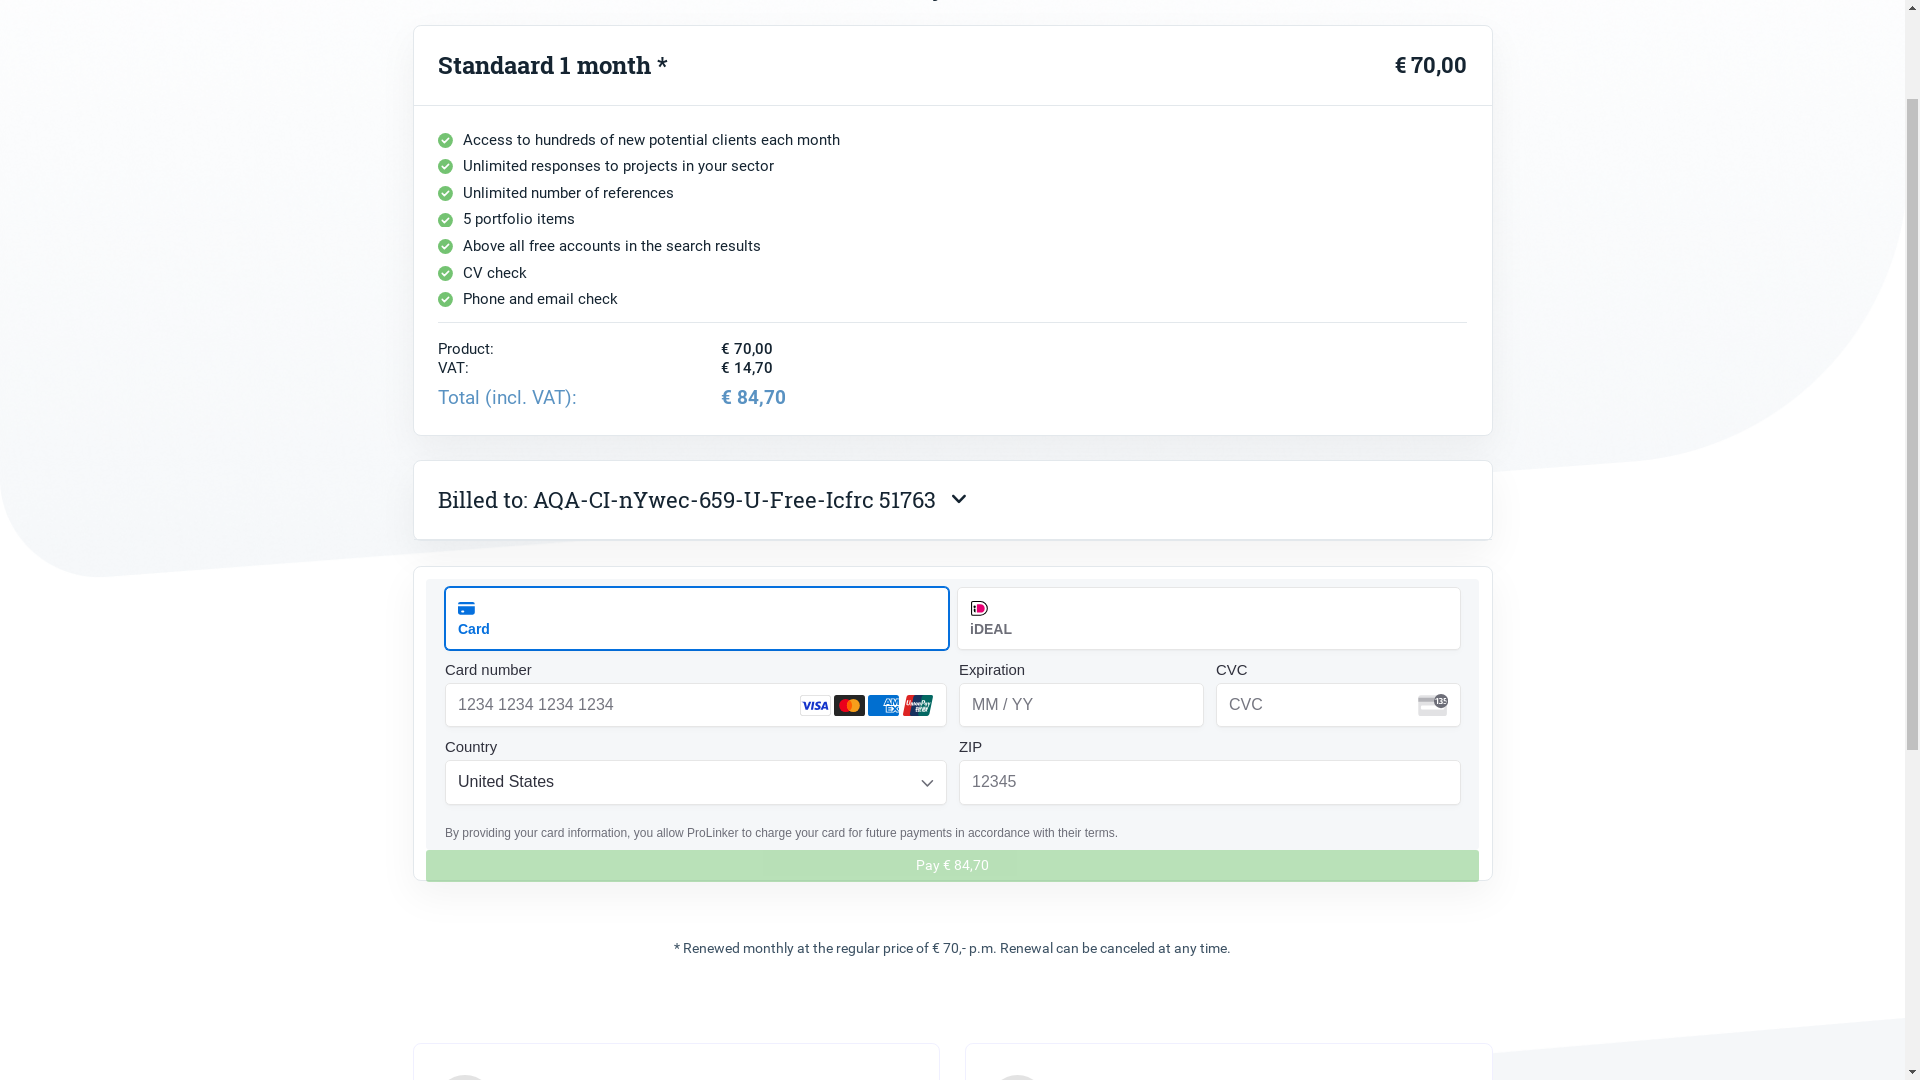 Standaard 1 month *
€ 70,00
Access to hundreds of new potential clients each month
Unlimited responses to projects in your sector
Unlimited number of references
5 portfolio items
Above all free accounts in the search results
CV check
Phone and email check
Product: € 70,00
VAT: € 14,70
Total (incl. VAT): € 84,70
Billed to: AQA-CI-nYwec-659-U-Free-Icfrc 51763
Card
iDEAL
Card number
Expiration
CVC
1234 1234 1234 1234
VISA
AM EX
UnionPay
MM / YY
CVC
135
Country
ZIP
United States
12345
By providing your card information, you allow ProLinker to charge your card for future payments in accordance with their terms.
Pay € 84,70
* Renewed monthly at the regular price of € 70,- p.m. Renewal can be canceled at any time.